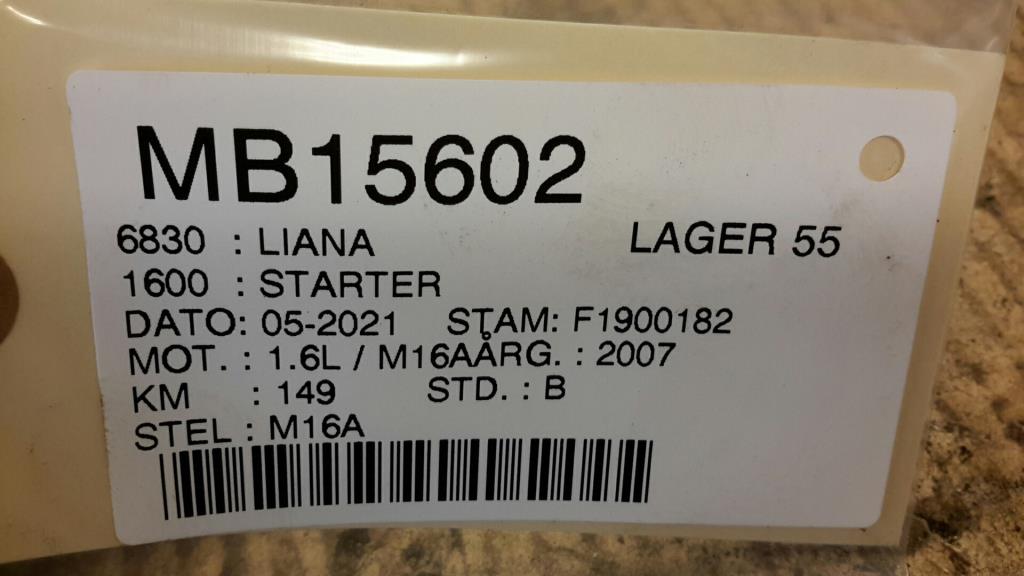 MB15602
6830 : LIANA LAGER 55
1600 : STARTER
DATO: 05-2021 STAM: F1900182
MOT. : 1.6L / M16AÅRG. : 2007
KM : 149 STD. : B
STEL : M16A